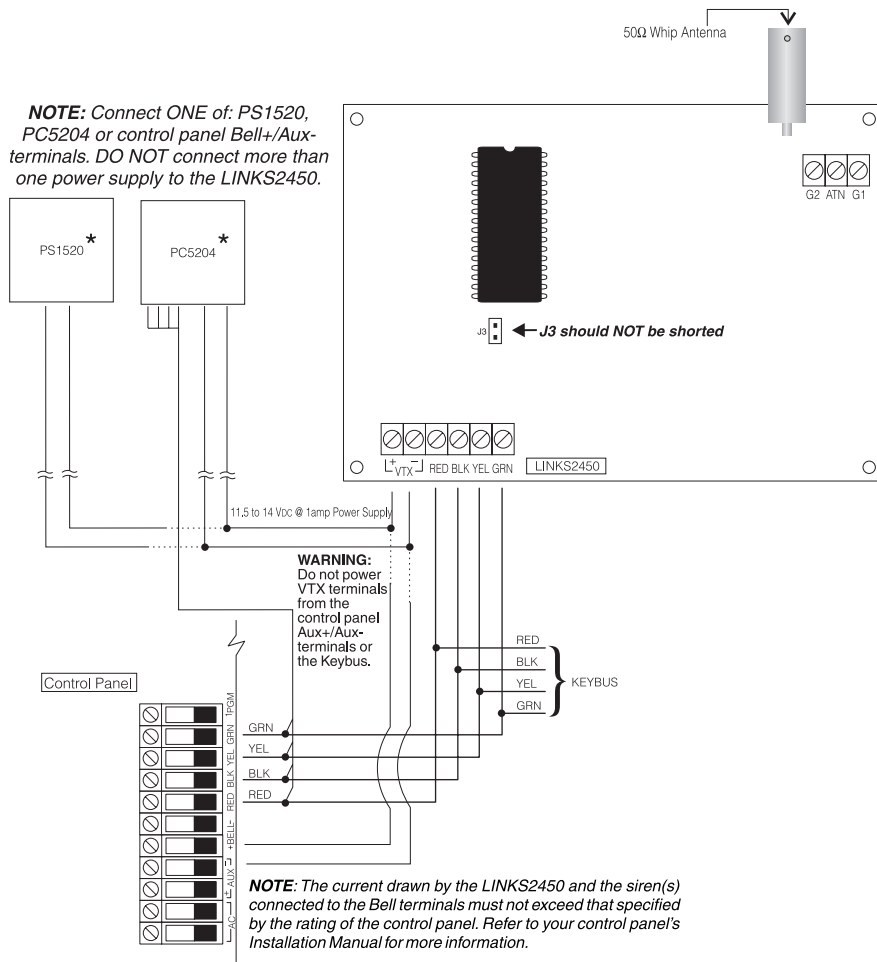 50Ω Whip Antenna
NOTE: Connect ONE of: PS1520,
PC5204 or control panel Bell+/Aux-
terminals. DO NOT connect more than
one power supply to the LINKS2450.
G2 ATN G1
PS1520 *
PC5204 *
J3
J3 should NOT be shorted
+ -
VTX
RED BLK YEL GRN
LINKS2450
11.5 to 14 VDC @ 1amp Power Supply
WARNING:
Do not power
VTX terminals
from the
control panel
Aux+/Aux-
terminals or
the Keybus.
RED
BLK
YEL
GRN
KEYBUS
Control Panel
1PGM
GRN
YEL
BLK
RED
+BELL-
+ AUX -
AC
GRN
YEL
BLK
RED
NOTE: The current drawn by the LINKS2450 and the siren(s)
connected to the Bell terminals must not exceed that specified
by the rating of the control panel. Refer to your control panel's
Installation Manual for more information.